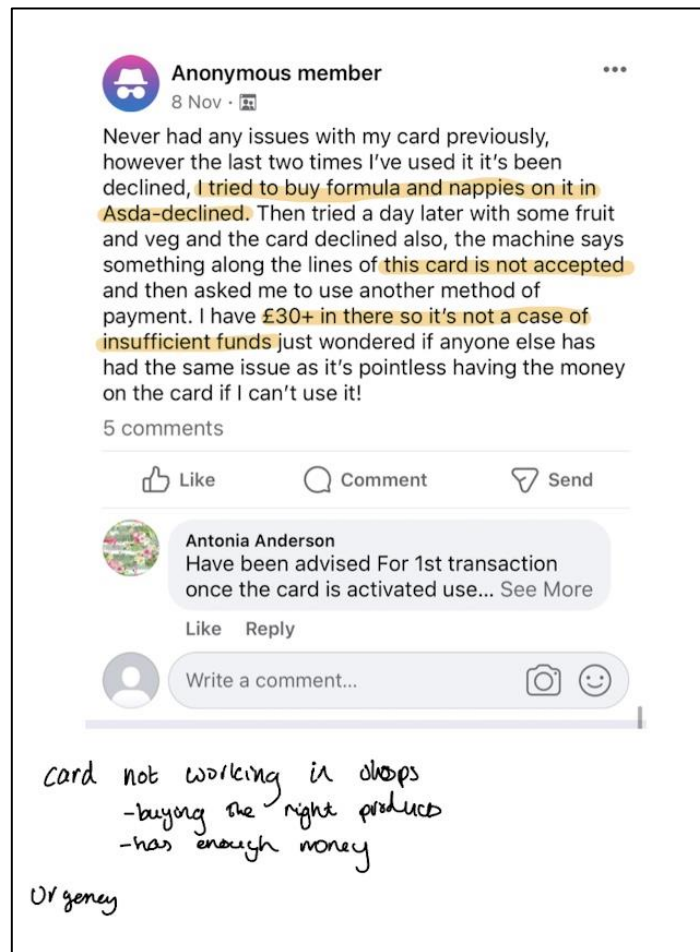 Anonymous member
8 Nov ·
Never had any issues with my card previously,
however the last two times I've used it it's been
declined, I tried to buy formula and nappies on it in
Asda-declined. Then tried a day later with some fruit
and veg and the card declined also, the machine says
something along the lines of this card is not accepted
and then asked me to use another method of
payment. I have £30+ in there so it's not a case of
insufficient funds just wondered if anyone else has
had the same issue as it's pointless having the money
on the card if I can't use it!
5 comments
Like Comment Send
Antonia Anderson
Have been advised For 1st transaction
once the card is activated use... See More
Like Reply
Write a comment...
card not working in shops
-buying the right products
-has enough money
Urgency